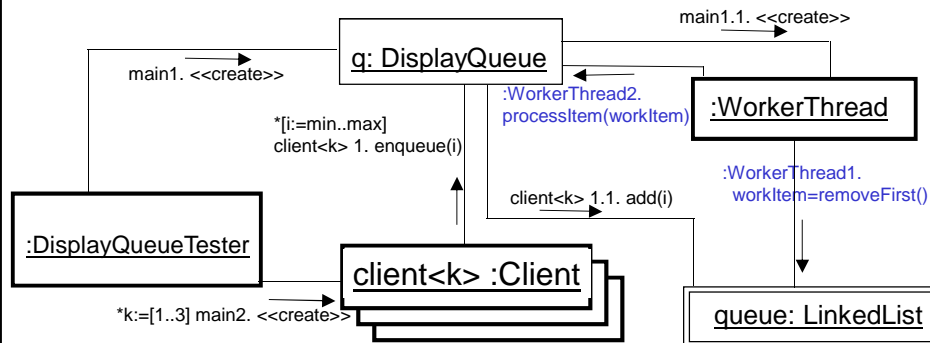 main1.1. <<create>>
q: DisplayQueue
main1. <<create>>
:WorkerThread2.
processItem(workItem)
:WorkerThread
*[i:=min..max]
client<k> 1. enqueue(i)
:WorkerThread1.
workItem=removeFirst()
client<k> 1.1. add(i)
:DisplayQueueTester
client<k> :Client
*k:=[1..3] main2. <<create>>
queue: LinkedList